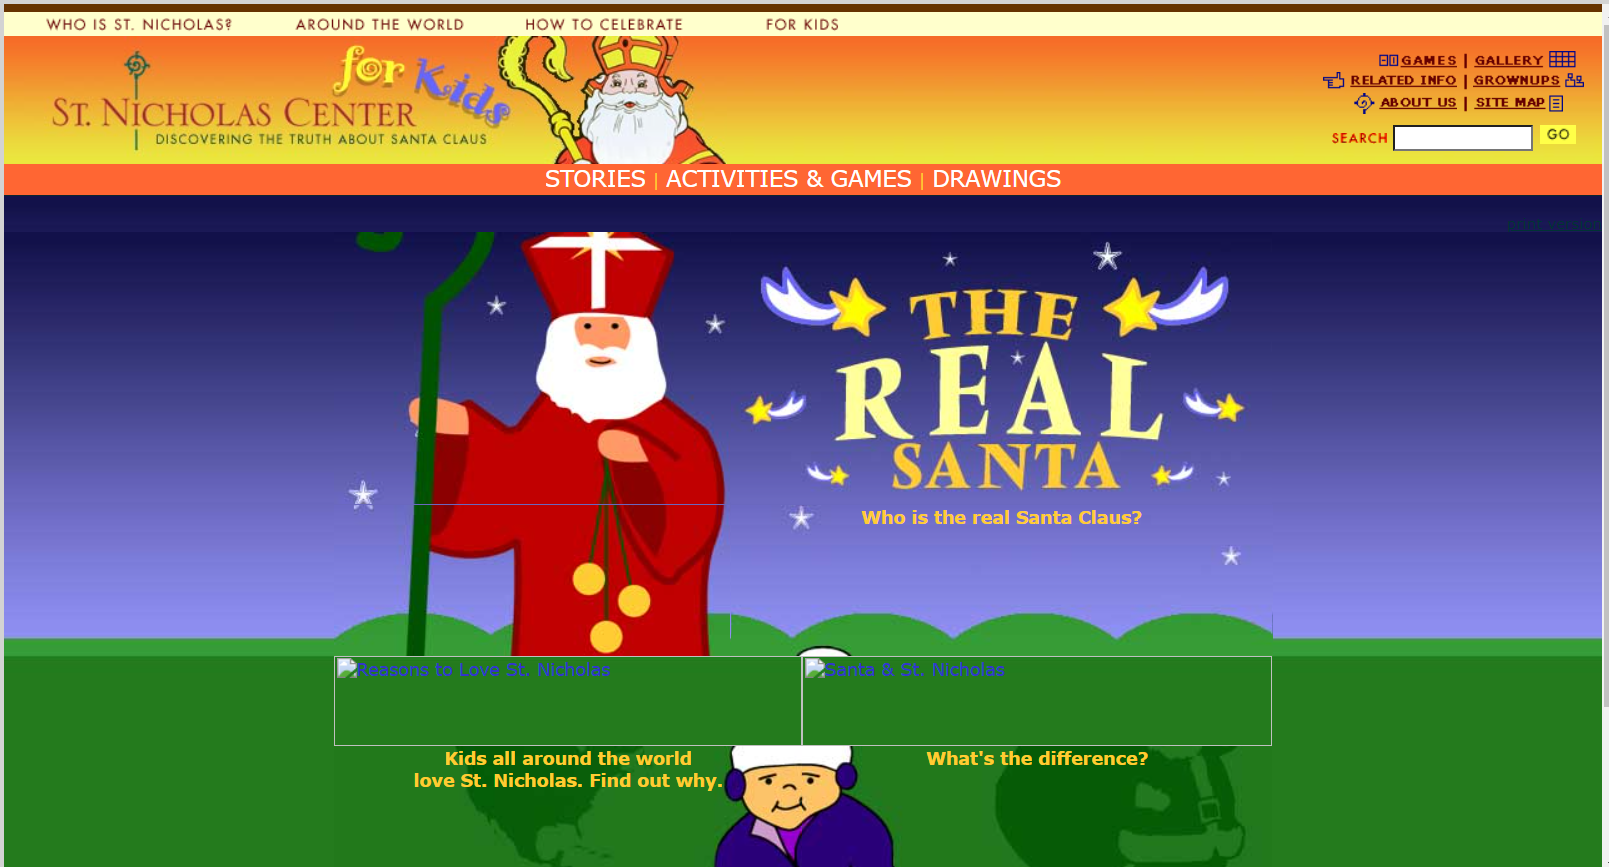 WHO IS ST. NICHOLAS? AROUND THE WORLD HOW TO CELEBRATE FOR KIDS
for Kids
ST. NICHOLAS CENTER
DISCOVERING THE TRUTH ABOUT SANTA CLAUS
GAMES | GALLERY
RELATED INFO | GROWNUPS
ABOUT US | SITE MAP
SEARCH GO
STORIES | ACTIVITIES & GAMES | DRAWINGS
print version
THE
REAL
SANTA
Who is the real Santa Claus?
Reasons to Love St. Nicholas
Santa & St. Nicholas
Kids all around the world
love St. Nicholas. Find out why.
What's the difference?